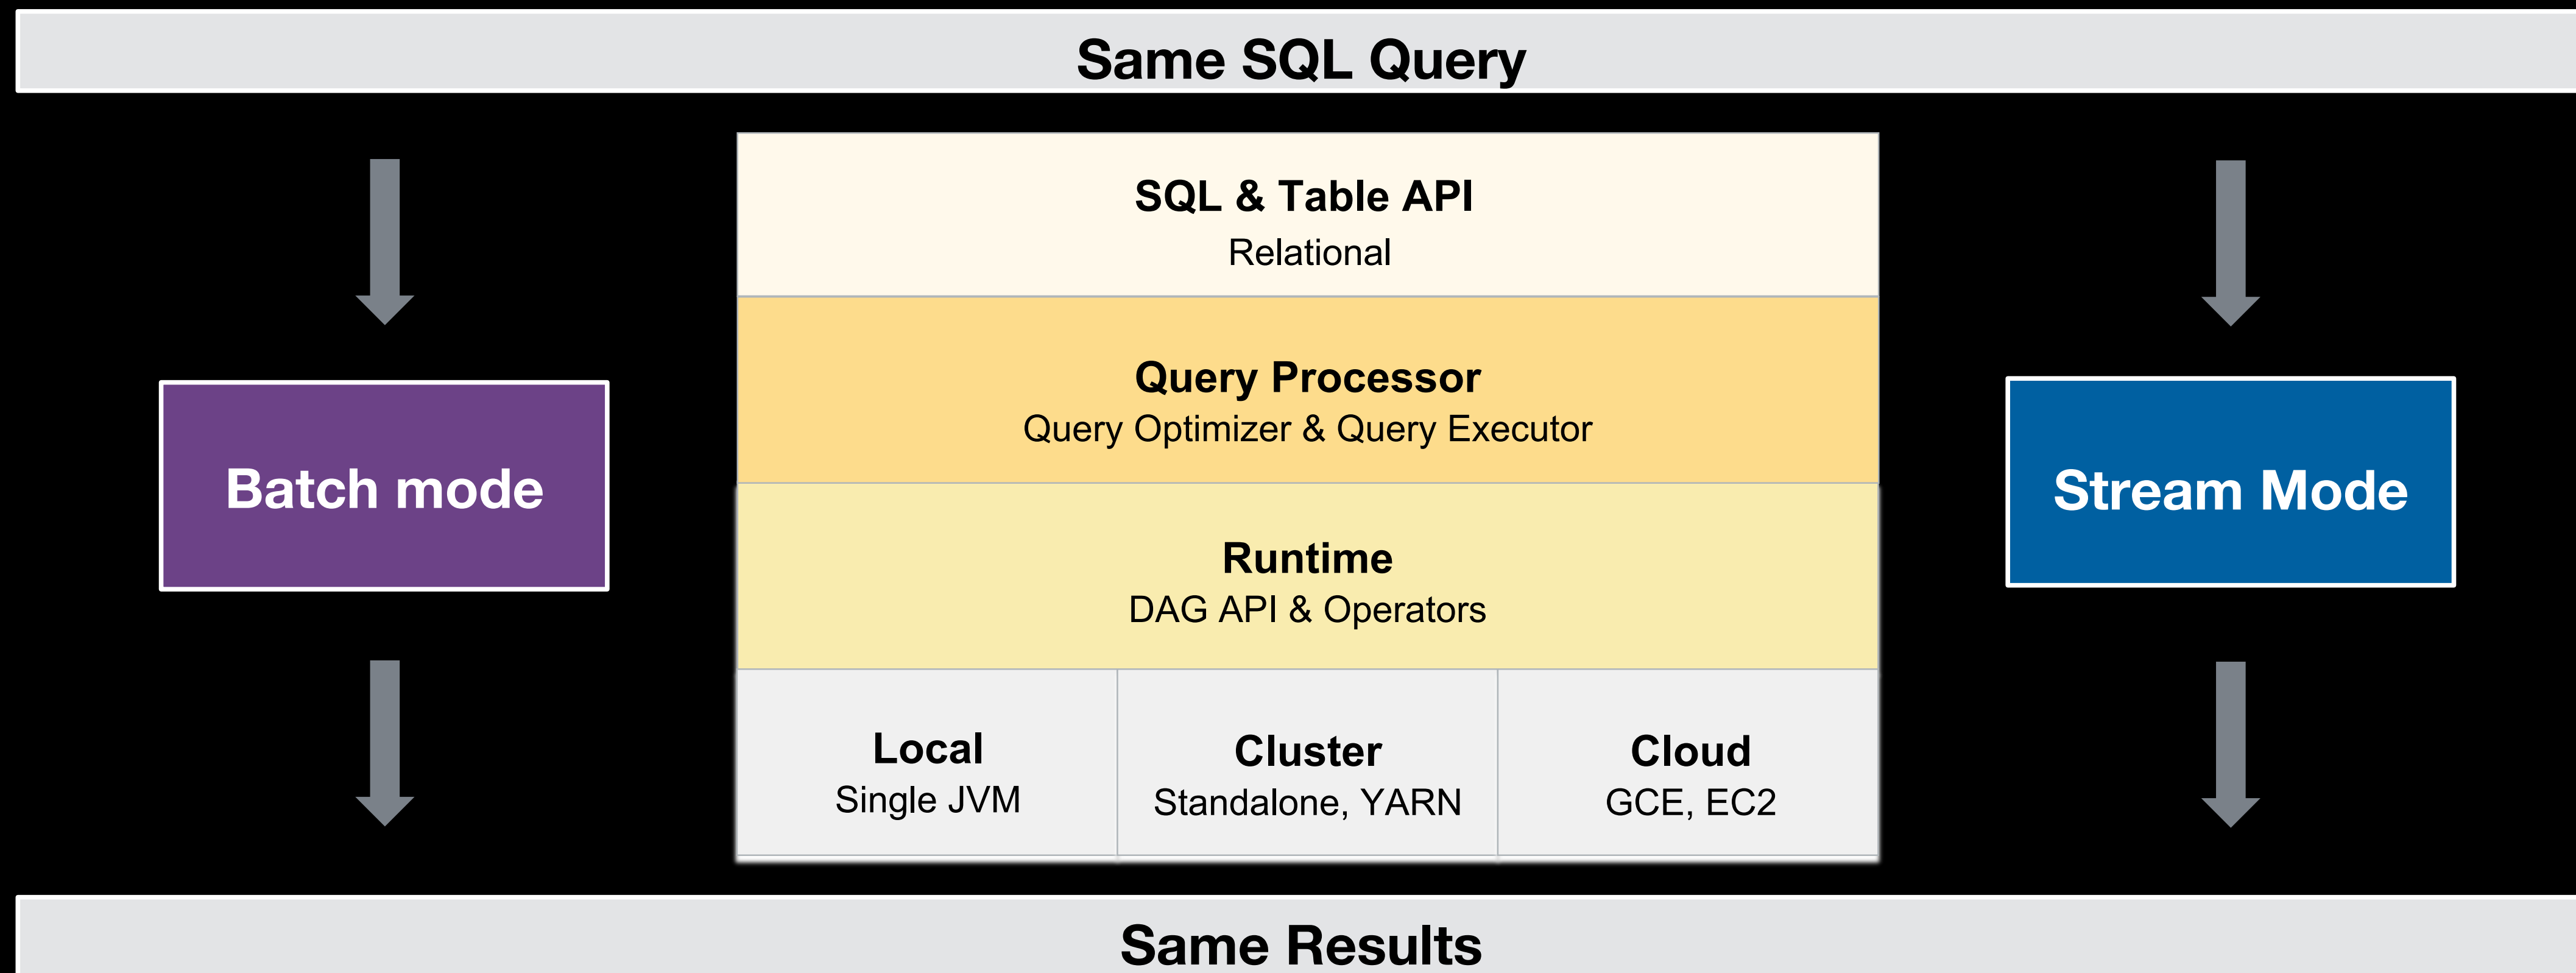 Same SQL Query
SQL & Table API
Relational
Query Processor
Query Optimizer & Query Executor
Batch mode
Stream Mode
Runtime
DAG API & Operators
Local
Single JVM
Cluster
Standalone, YARN
Cloud
GCE, EC2
Same Results